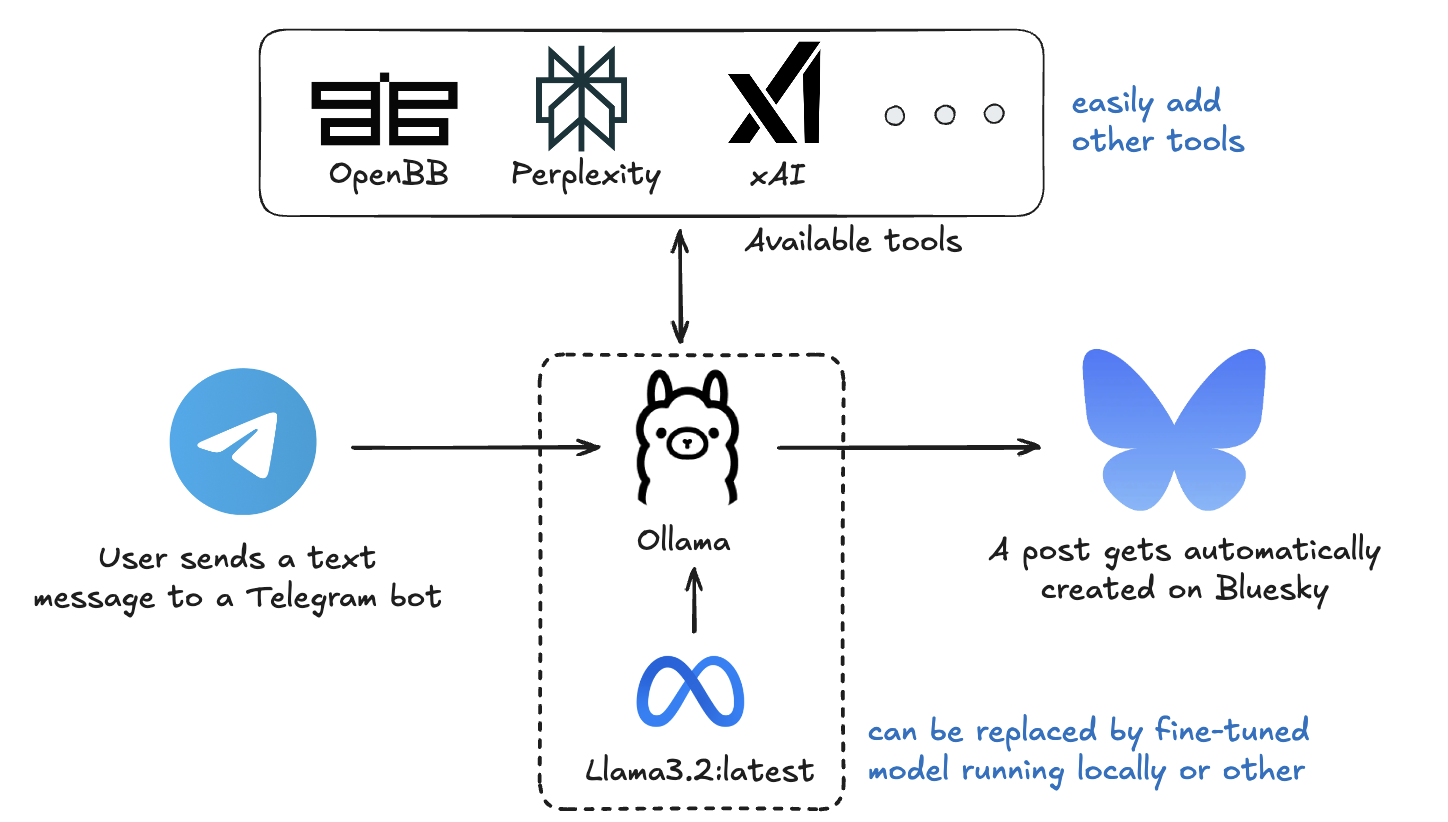 OpenBB
Perplexity
xAI
easily add
other tools
Available tools
User sends a text
message to a Telegram bot
Ollama
A post gets automatically
created on Bluesky
Llama3.2:latest
can be replaced by fine-tuned
model running locally or other